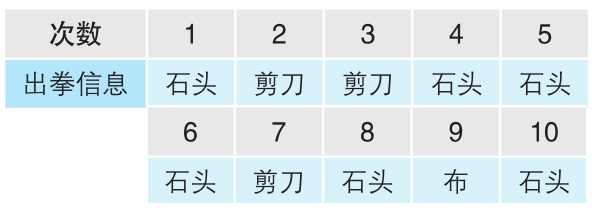 次数 1 2 3 4 5
出拳信息 石头 剪刀 剪刀 石头 石头
6 7 8 9 10
石头 剪刀 石头 布 石头